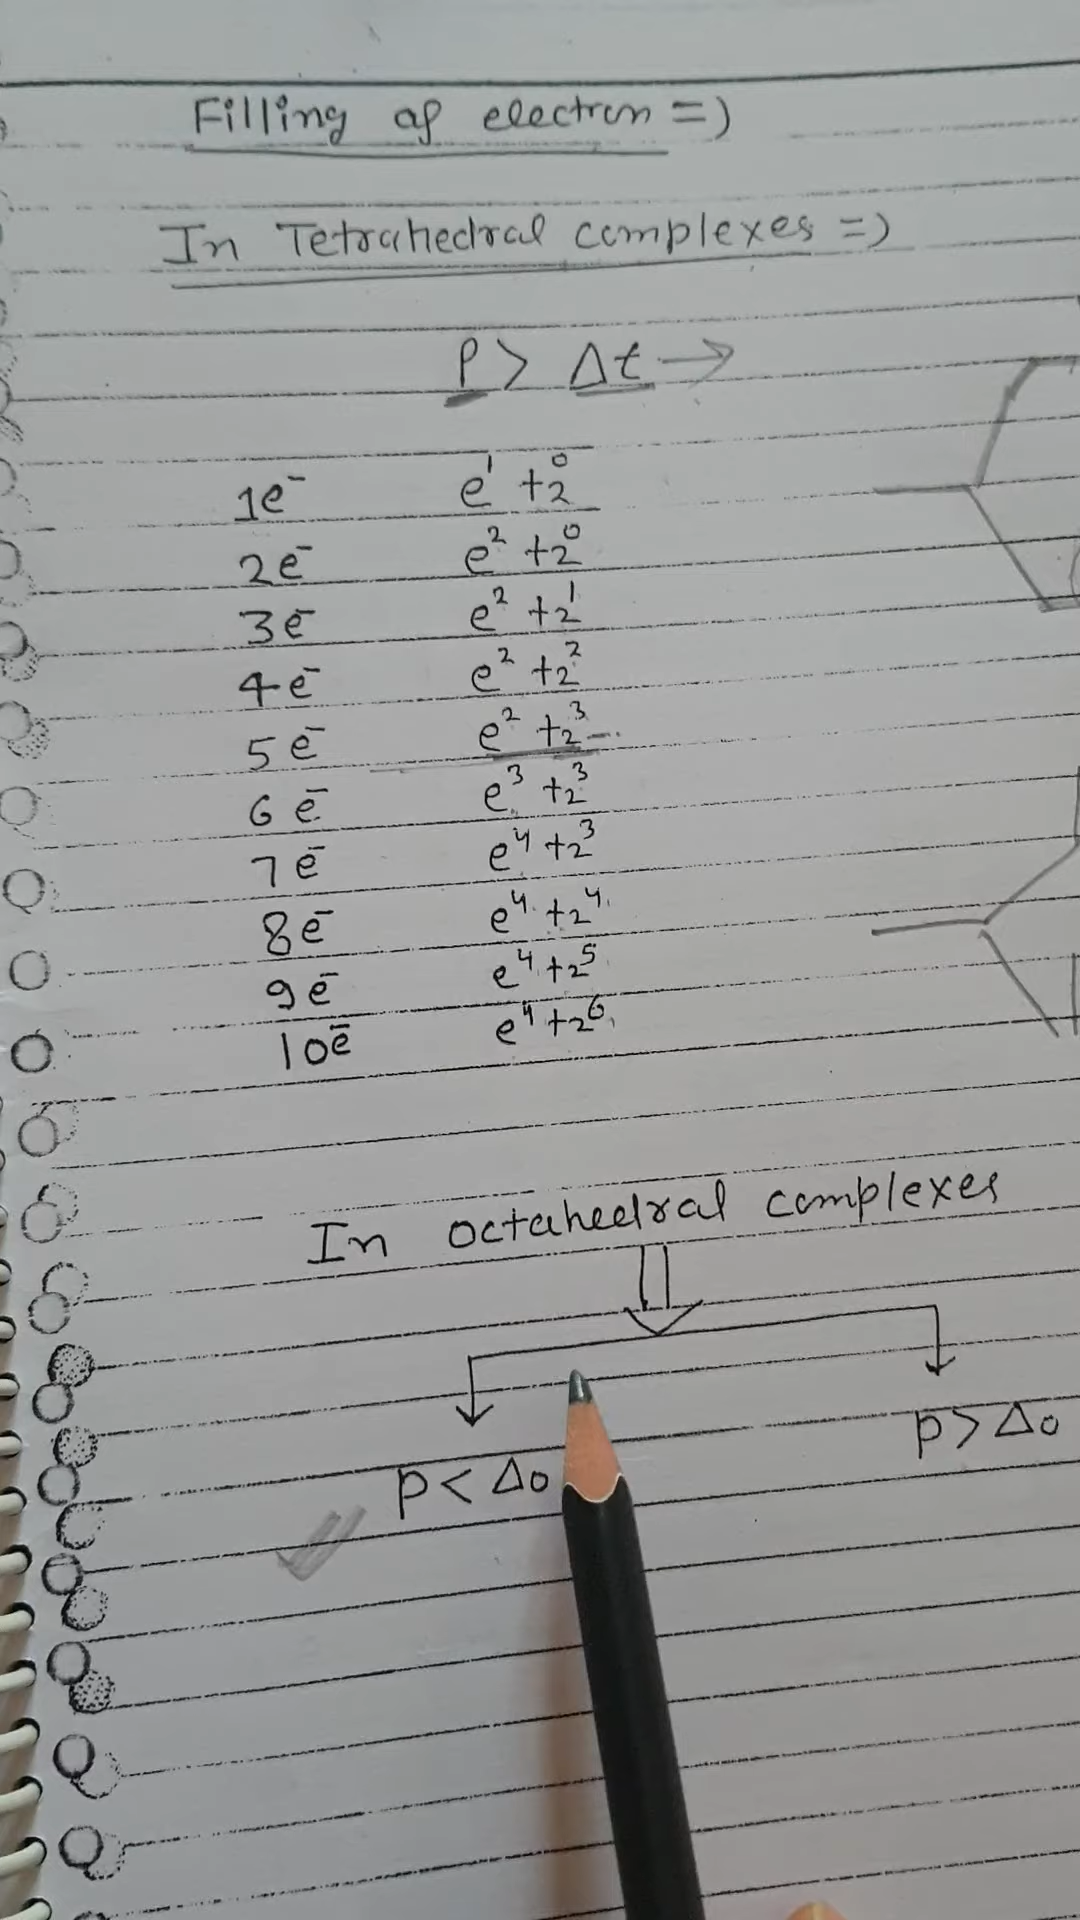 Filling of electron =)
In Tetrahedral complexes =)
P > Δt →
1e⁻ e¹ t₂⁰
2e⁻ e² t₂⁰
3e⁻ e² t₂¹
4e⁻ e² t₂²
5e⁻ e² t₂³
6e⁻ e³ t₂³
7e⁻ e⁴ t₂³
8e⁻ e⁴ t₂⁴
9e⁻ e⁴ t₂⁵
10e⁻ e⁴ t₂⁶
In octaheelral complexes
P < Δo P > Δo